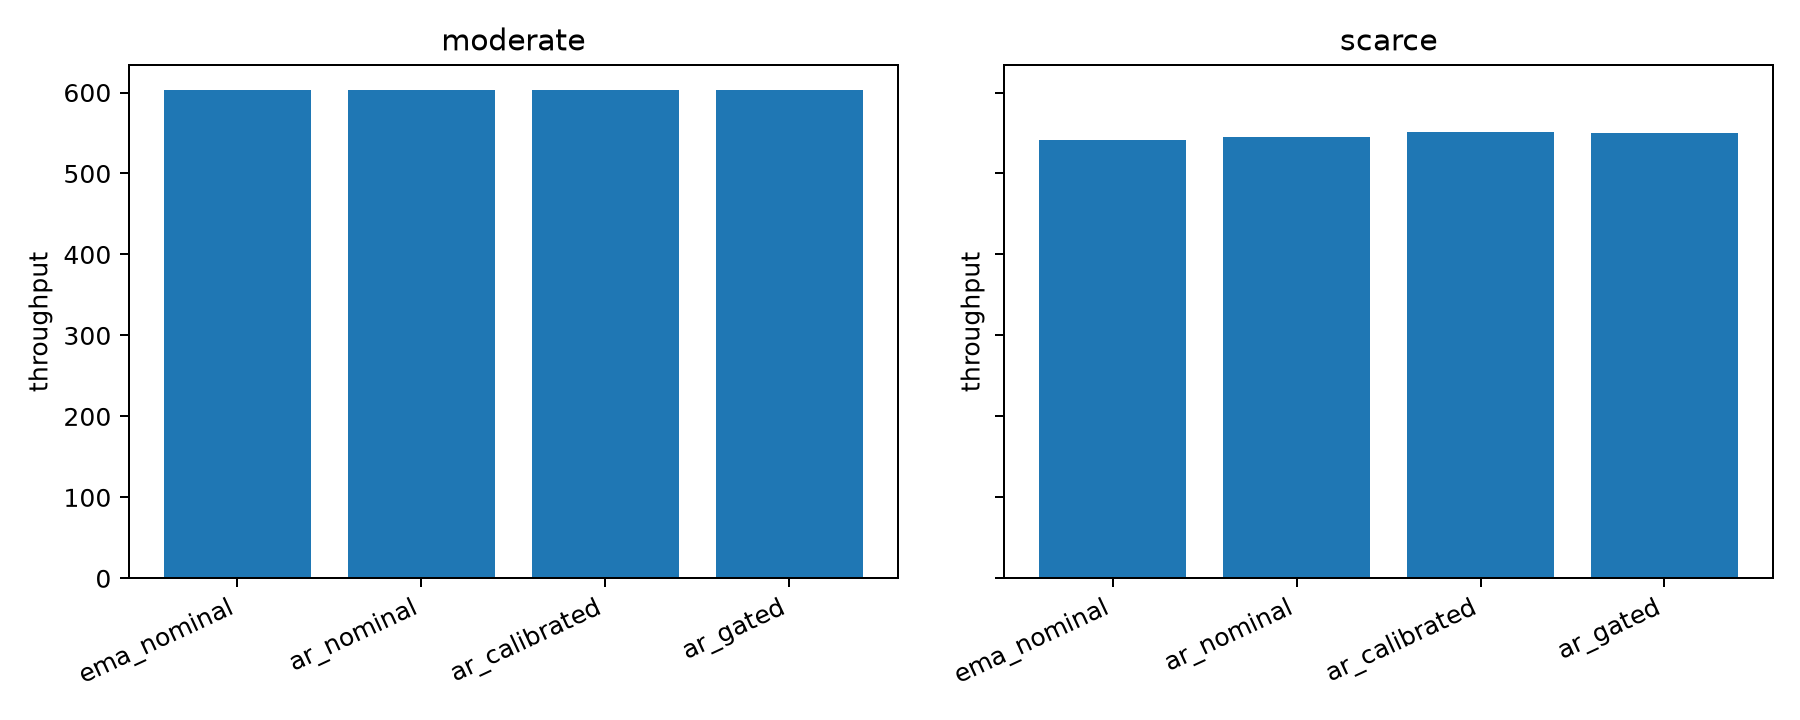 moderate
throughput
600
500
400
300
200
100
0
ema_nominal
ar_nominal
ar_calibrated
ar_gated
scarce
throughput
ema_nominal
ar_nominal
ar_calibrated
ar_gated